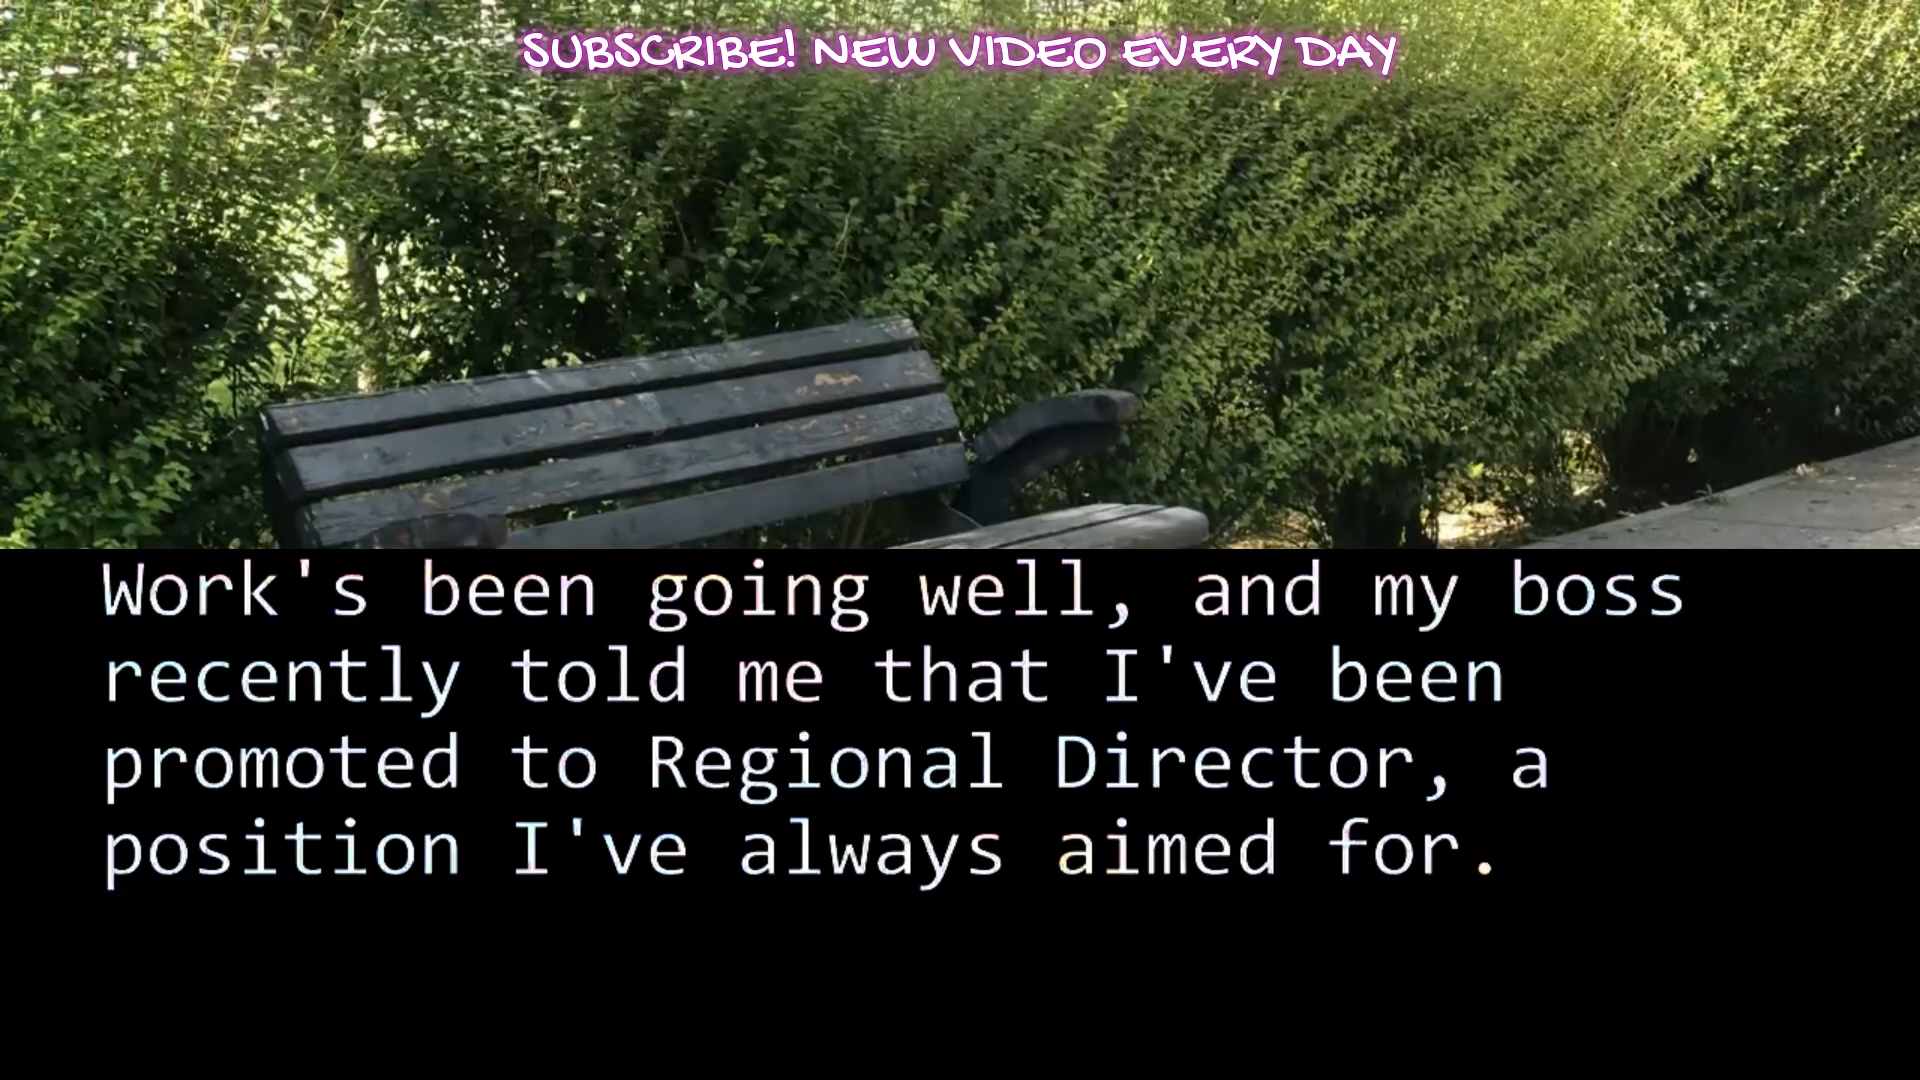 SUBSCRIBE! NEW VIDEO EVERY DAY
Work's been going well, and my boss
recently told me that I've been
promoted to Regional Director, a
position I've always aimed for.